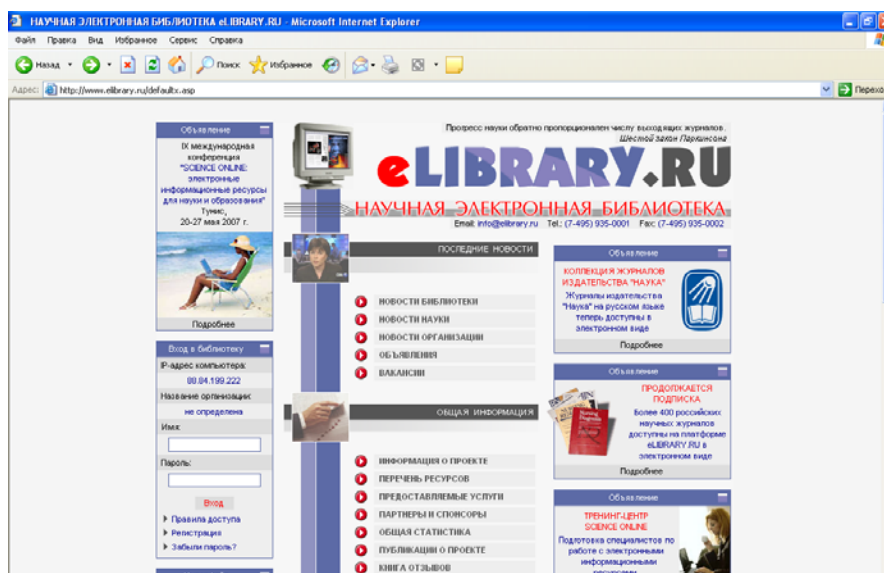 НАУЧНАЯ ЭЛЕКТРОННАЯ БИБЛИОТЕКА eLIBRARY.RU - Microsoft Internet Explorer
Файл Правка Вид Избранное Сервис Справка
Назад Поиск Избранное
Адрес: http://www.elibrary.ru/defaultx.asp
Объявление
IX международная
конференция
"SCIENCE ONLINE:
электронные
информационные ресурсы
для науки и образования"
Тунис,
20-27 мая 2007 г.
Подробнее
Вход в библиотеку
IP-адрес компьютера:
Название организации:
не определена
Имя:
Пароль:
Вход
Правила доступа
Регистрация
Забыли пароль?
Прогресс науки обратно пропорционален числу выходящих журналов.
Шестой закон Паркинсона
eLIBRARY.RU
НАУЧНАЯ ЭЛЕКТРОННАЯ БИБЛИОТЕКА
Email: info@elibrary.ru Tel.: (7-495) 935-0001 Fax: (7-495) 935-0002
ПОСЛЕДНИЕ НОВОСТИ
НОВОСТИ БИБЛИОТЕКИ
НОВОСТИ НАУКИ
НОВОСТИ ОРГАНИЗАЦИИ
ОБЪЯВЛЕНИЯ
ВАКАНСИИ
ОБЩАЯ ИНФОРМАЦИЯ
ИНФОРМАЦИЯ О ПРОЕКТЕ
ПЕРЕЧЕНЬ РЕСУРСОВ
ПРЕДОСТАВЛЯЕМЫЕ УСЛУГИ
ПАРТНЕРЫ И СПОНСОРЫ
ОБЩАЯ СТАТИСТИКА
ПУБЛИКАЦИИ О ПРОЕКТЕ
КНИГА ОТЗЫВОВ
Объявление
КОЛЛЕКЦИЯ ЖУРНАЛОВ
ИЗДАТЕЛЬСТВА "НАУКА"
Журналы издательства
"Наука" на русском языке
теперь доступны в
электронном виде
Подробнее
Объявление
ПРОДОЛЖАЕТСЯ
ПОДПИСКА
Более 400 российских
научных журналов
доступны на платформе
eLIBRARY.RU в
электронном виде
Подробнее
Объявление
ТРЕНИНГ-ЦЕНТР
SCIENCE ONLINE
Подготовка специалистов по
работе с электронными
информационными
ресурсами